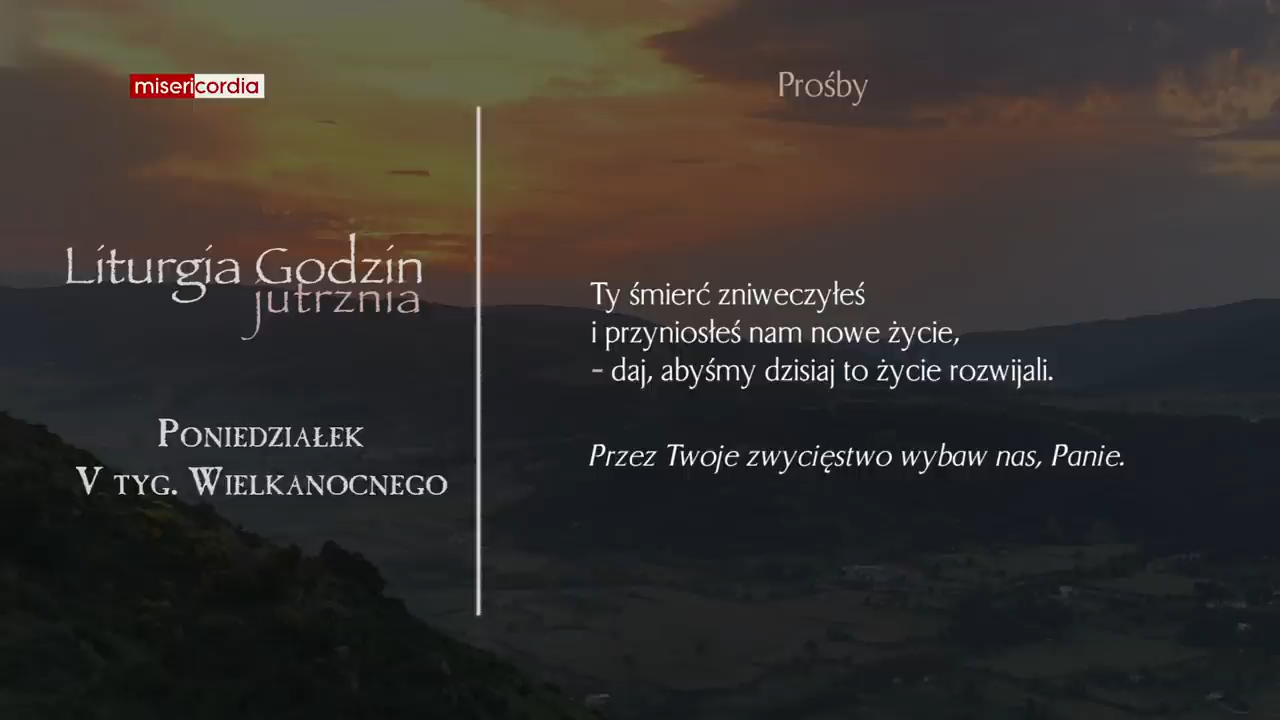 misericordia
Liturgia Godzin
jutrznia
Poniedziałek
V tyg. Wielkanocnego
Prośby
Ty śmierć zniweczyłeś
i przyniosłeś nam nowe życie,
- daj, abyśmy dzisiaj to życie rozwijali.
Przez Twoje zwycięstwo wybaw nas, Panie.